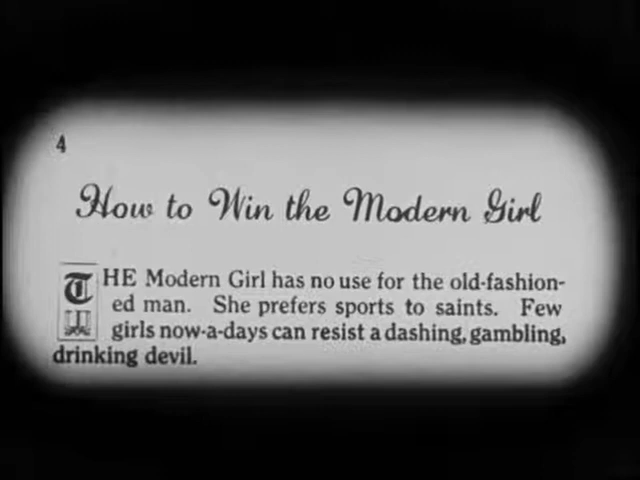 4
How to Win the Modern Girl
THE Modern Girl has no use for the old-fashion-
ed man. She prefers sports to saints. Few
girls now-a-days can resist a dashing, gambling,
drinking devil.